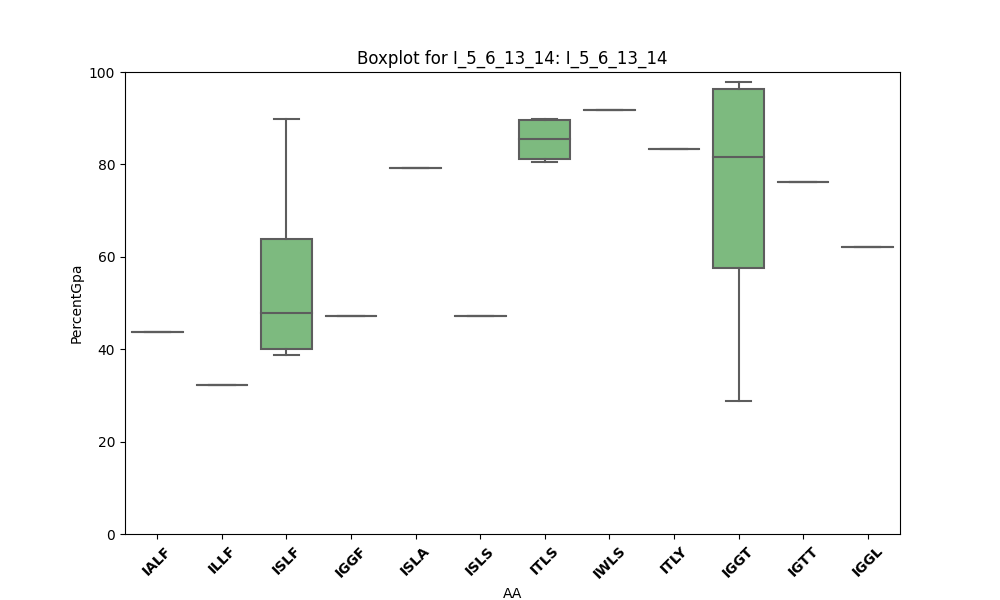 Boxplot for I_5_6_13_14: I_5_6_13_14
PercentGpa
100
80
60
40
20
0
IALF ILLF ISLF IGGF ISLA ISLS ITLS IWLS ITLY IGGT IGTT IGGL
AA